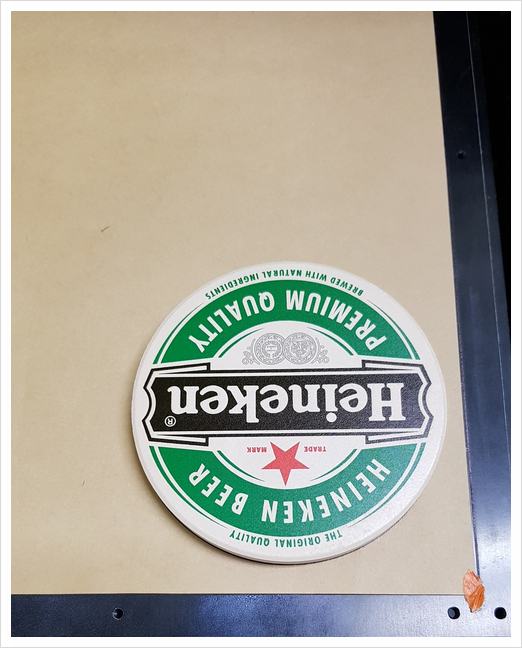 THE ORIGINAL QUALITY
HEINEKEN BEER
TRADE MARK
Heineken®
PREMIUM QUALITY
BREWED WITH NATURAL INGREDIENTS